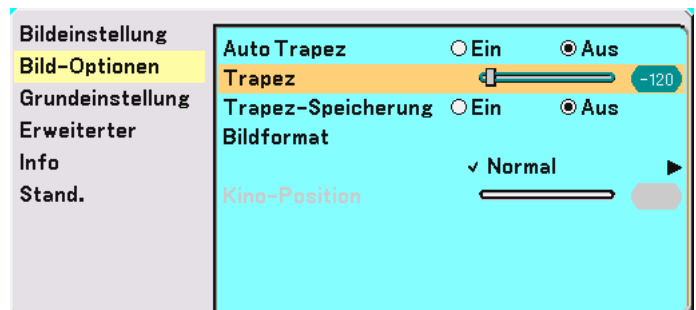 Bildeinstellung
Bild-Optionen
Grundeinstellung
Erweiterter
Info
Stand.
Auto Trapez Ein Aus
Trapez -120
Trapez-Speicherung Ein Aus
Bildformat
Normal
Kino-Position